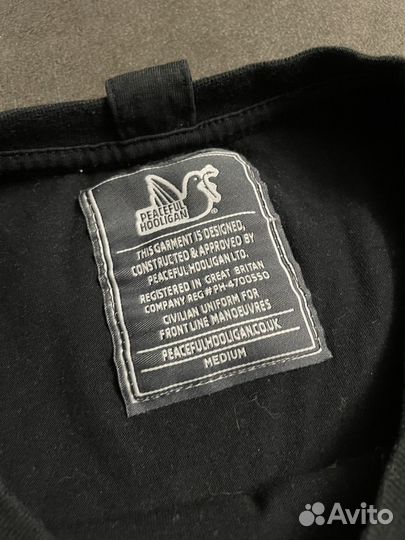 PEACEFUL
HOOLIGAN
®
THIS GARMENT IS DESIGNED,
CONSTRUCTED & APPROVED BY
PEACEFUL HOOLIGAN LTD.
REGISTERED IN GREAT BRITAN
COMPANY REG # PH-4700550
CIVILIAN UNIFORM FOR
FRONT LINE MANOEUVRES
PEACEFULHOOLIGAN.CO.UK
MEDIUM
Avito